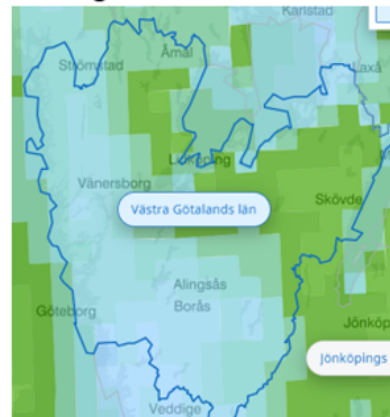 Karlstad
Åmål
Strömstad
Laxå
Lidköping
Vänersborg
Skövde
Västra Götalands län
Alingsås
Göteborg
Borås
Jönköp
Jönköpings
Veddige